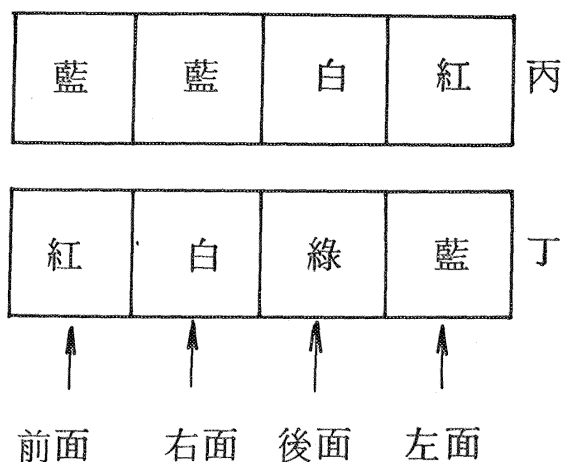 藍 藍 白 紅 丙
紅 白 綠 藍 丁
前面 右面 後面 左面